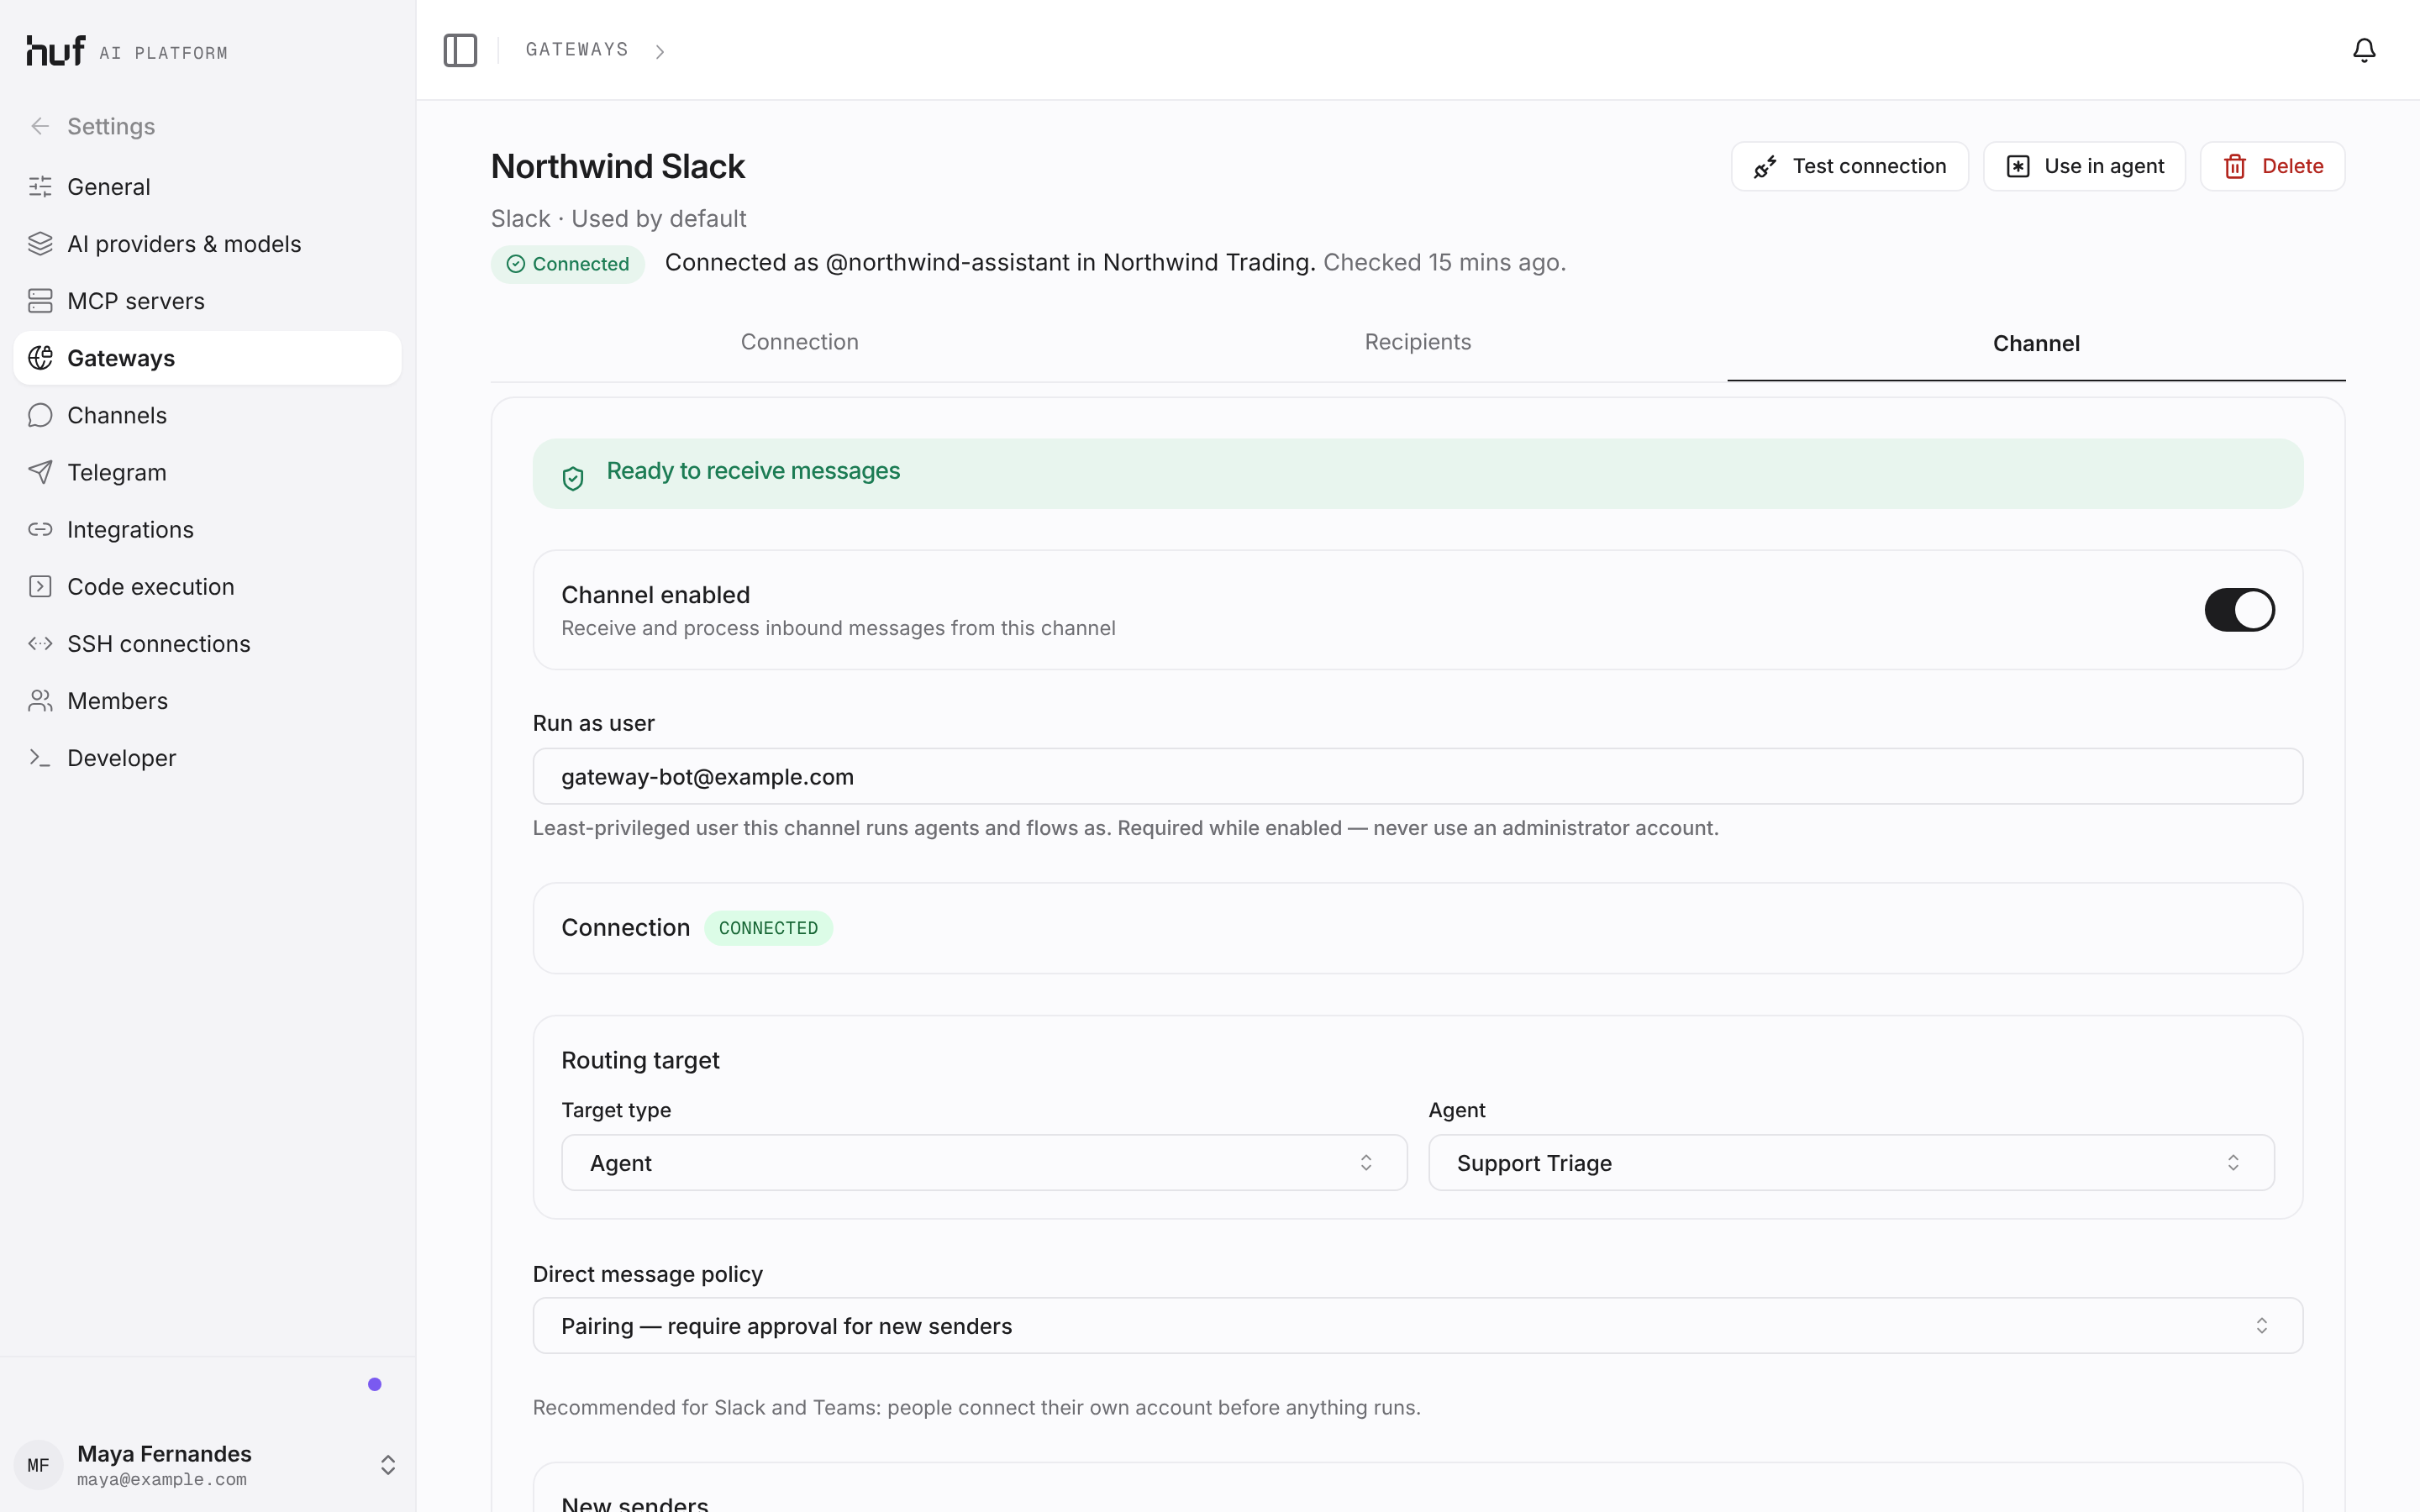 huf AI PLATFORM
Settings
General
AI providers & models
MCP servers
Gateways
Channels
Telegram
Integrations
Code execution
SSH connections
Members
Developer
MF
Maya Fernandes
maya@example.com
GATEWAYS
Northwind Slack
Test connection
Use in agent
Delete
Slack · Used by default
Connected
Connected as @northwind-assistant in Northwind Trading. Checked 15 mins ago.
Connection
Recipients
Channel
Ready to receive messages
Channel enabled
Receive and process inbound messages from this channel
Run as user
gateway-bot@example.com
Least-privileged user this channel runs agents and flows as. Required while enabled — never use an administrator account.
Connection CONNECTED
Routing target
Target type
Agent
Agent
Support Triage
Direct message policy
Pairing — require approval for new senders
Recommended for Slack and Teams: people connect their own account before anything runs.
New senders